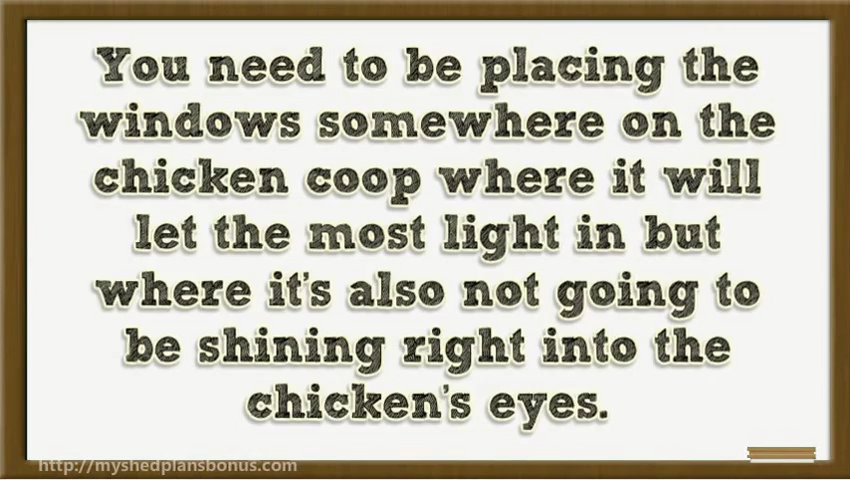 You need to be placing the
windows somewhere on the
chicken coop where it will
let the most light in but
where it's also not going to
be shining right into the
chicken's eyes.
http://myshedplansbonus.com